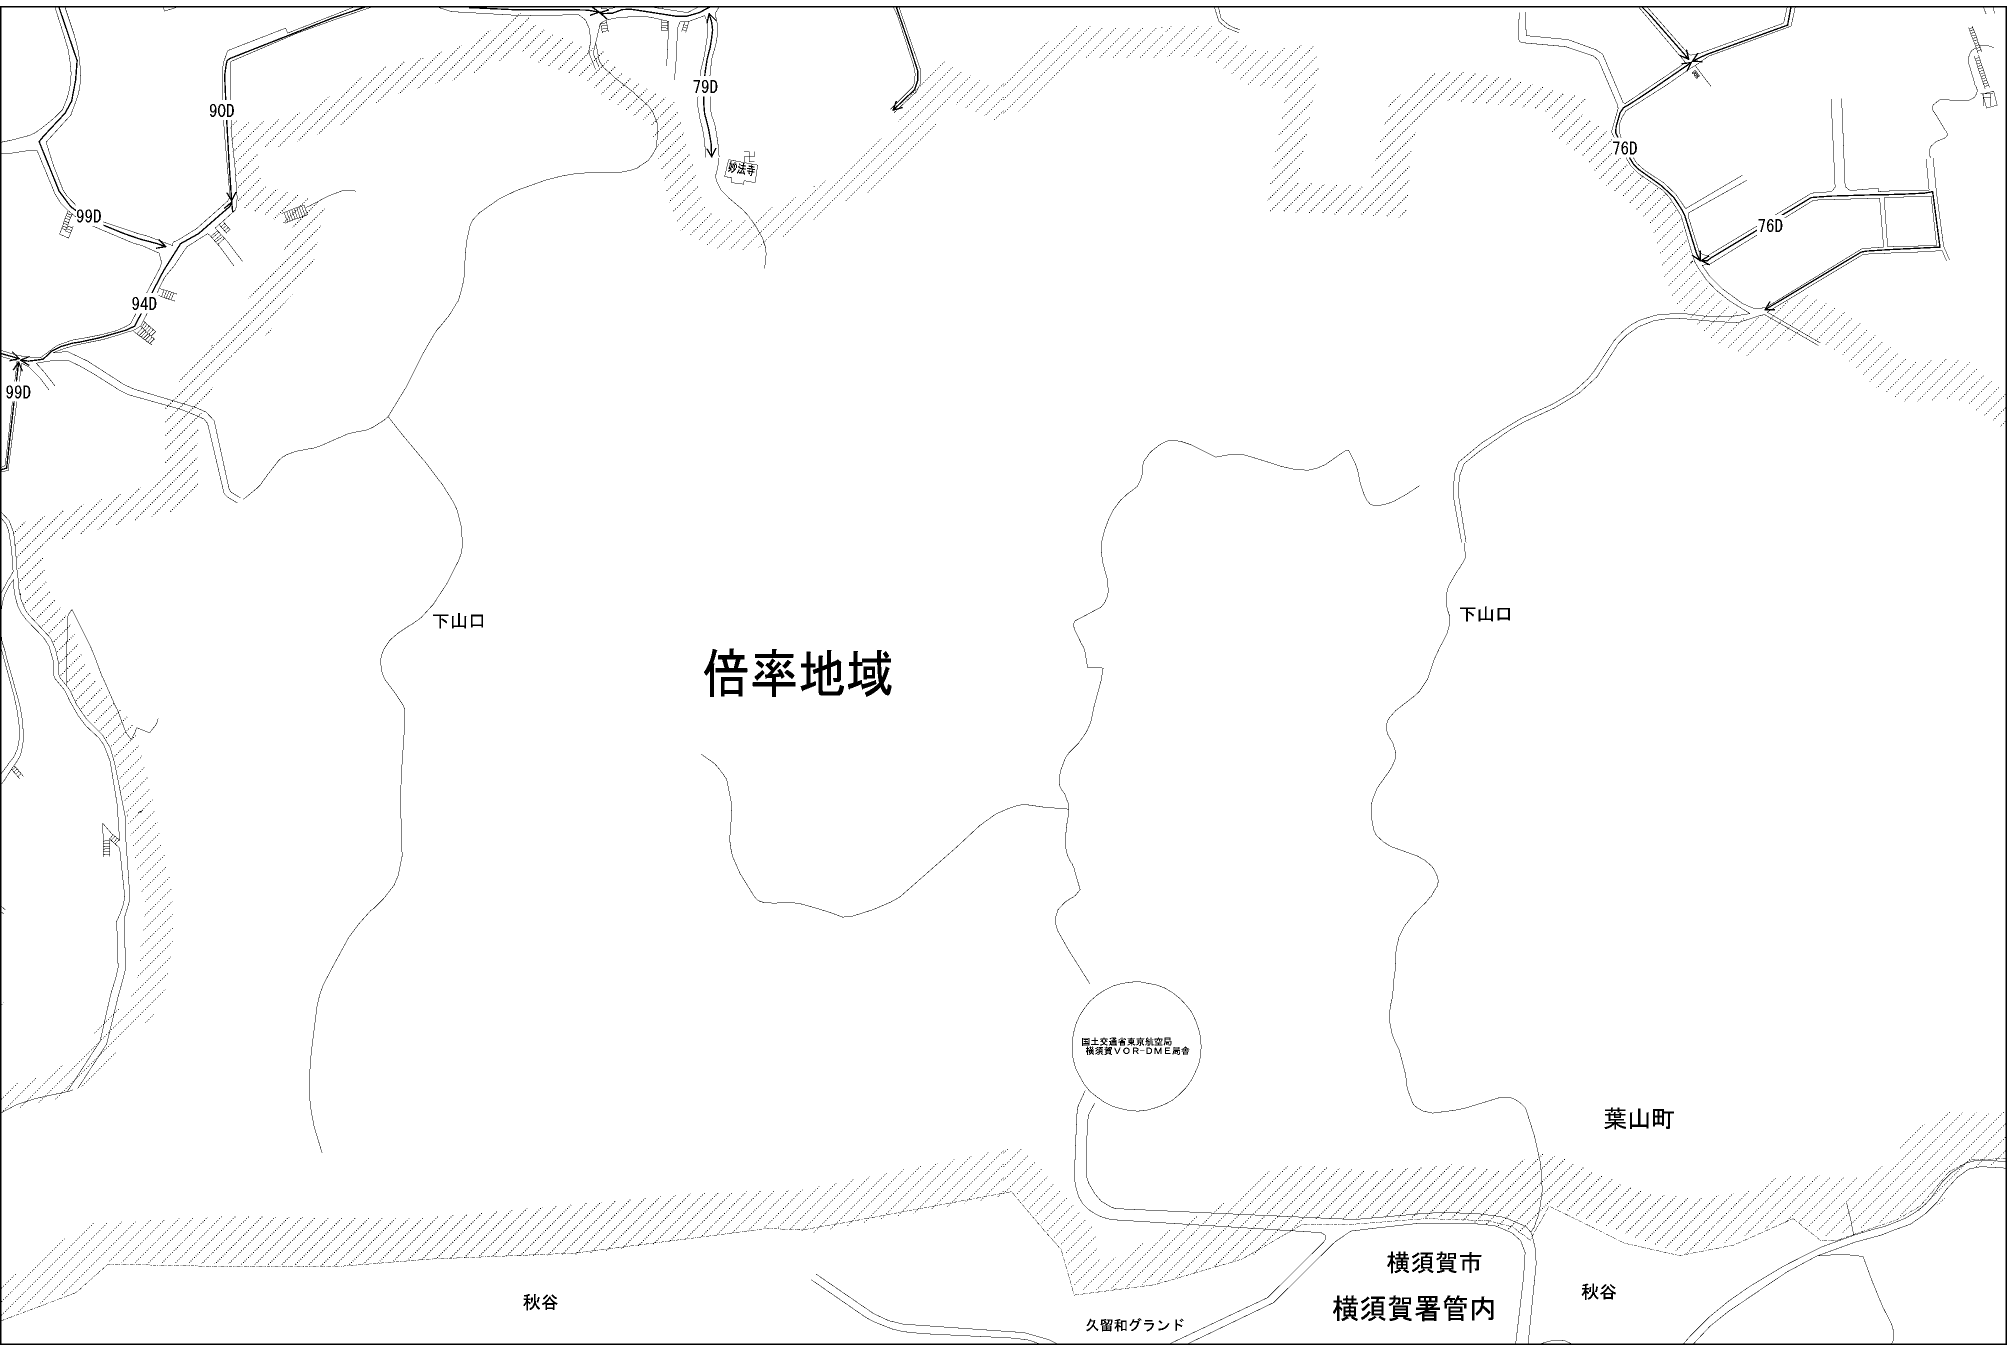 79D
90D
76D
妙法寺
99D
76D
94D
99D
下山口
下山口
倍率地域
国土交通省東京航空局
横須賀VOR-DME局舎
葉山町
横須賀市
秋谷
秋谷
横須賀署管内
久留和グランド